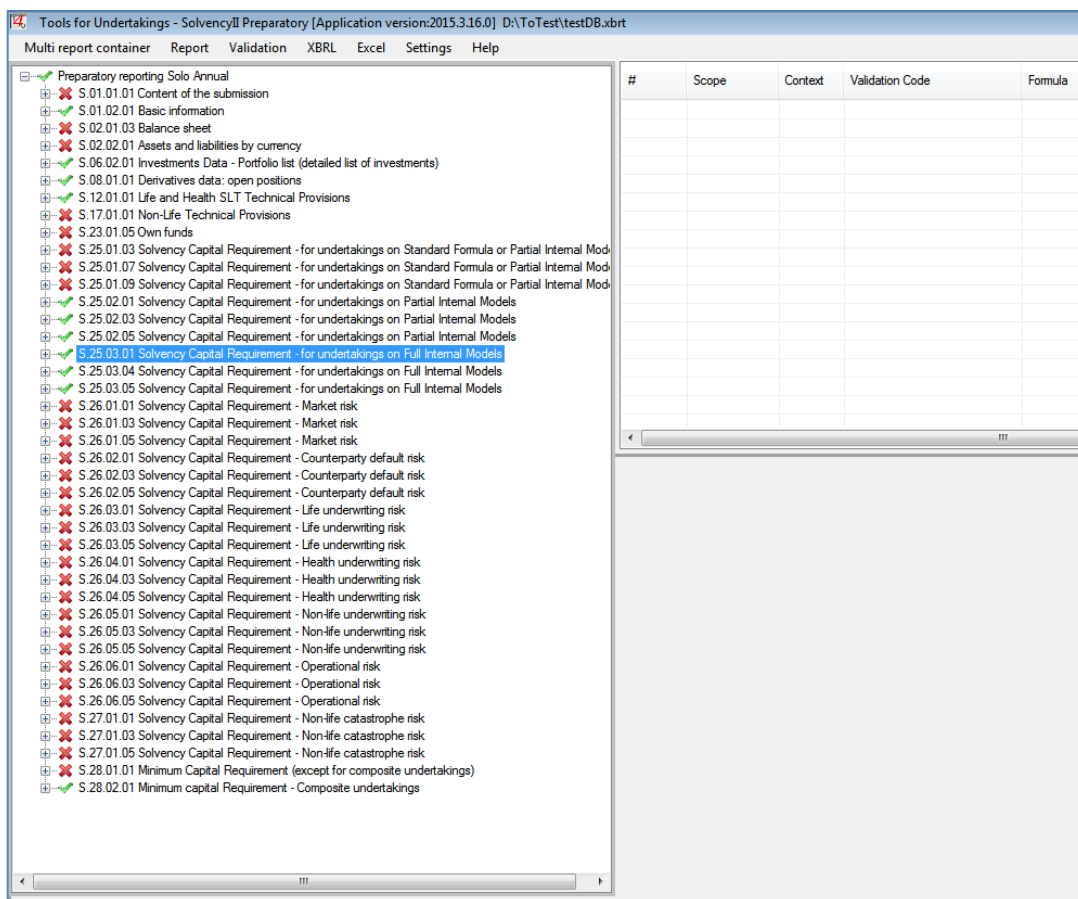 Tools for Undertakings - SolvencyII Preparatory [Application version:2015.3.16.0] D:\ToTest\testDB.xbrt
Multi report container Report Validation XBRL Excel Settings Help
Preparatory reporting Solo Annual
S.01.01.01 Content of the submission
S.01.02.01 Basic information
S.02.01.03 Balance sheet
S.02.02.01 Assets and liabilities by currency
S.06.02.01 Investments Data - Portfolio list (detailed list of investments)
S.08.01.01 Derivatives data: open positions
S.12.01.01 Life and Health SLT Technical Provisions
S.17.01.01 Non-Life Technical Provisions
S.23.01.05 Own funds
S.25.01.03 Solvency Capital Requirement - for undertakings on Standard Formula or Partial Internal Mod
S.25.01.07 Solvency Capital Requirement - for undertakings on Standard Formula or Partial Internal Mod
S.25.01.09 Solvency Capital Requirement - for undertakings on Standard Formula or Partial Internal Mod
S.25.02.01 Solvency Capital Requirement - for undertakings on Partial Internal Models
S.25.02.03 Solvency Capital Requirement - for undertakings on Partial Internal Models
S.25.02.05 Solvency Capital Requirement - for undertakings on Partial Internal Models
S.25.03.01 Solvency Capital Requirement - for undertakings on Full Internal Models
S.25.03.04 Solvency Capital Requirement - for undertakings on Full Internal Models
S.25.03.05 Solvency Capital Requirement - for undertakings on Full Internal Models
S.26.01.01 Solvency Capital Requirement - Market risk
S.26.01.03 Solvency Capital Requirement - Market risk
S.26.01.05 Solvency Capital Requirement - Market risk
S.26.02.01 Solvency Capital Requirement - Counterparty default risk
S.26.02.03 Solvency Capital Requirement - Counterparty default risk
S.26.02.05 Solvency Capital Requirement - Counterparty default risk
S.26.03.01 Solvency Capital Requirement - Life underwriting risk
S.26.03.03 Solvency Capital Requirement - Life underwriting risk
S.26.03.05 Solvency Capital Requirement - Life underwriting risk
S.26.04.01 Solvency Capital Requirement - Health underwriting risk
S.26.04.03 Solvency Capital Requirement - Health underwriting risk
S.26.04.05 Solvency Capital Requirement - Health underwriting risk
S.26.05.01 Solvency Capital Requirement - Non-life underwriting risk
S.26.05.03 Solvency Capital Requirement - Non-life underwriting risk
S.26.05.05 Solvency Capital Requirement - Non-life underwriting risk
S.26.06.01 Solvency Capital Requirement - Operational risk
S.26.06.03 Solvency Capital Requirement - Operational risk
S.26.06.05 Solvency Capital Requirement - Operational risk
S.27.01.01 Solvency Capital Requirement - Non-life catastrophe risk
S.27.01.03 Solvency Capital Requirement - Non-life catastrophe risk
S.27.01.05 Solvency Capital Requirement - Non-life catastrophe risk
S.28.01.01 Minimum Capital Requirement (except for composite undertakings)
S.28.02.01 Minimum capital Requirement - Composite undertakings
# Scope Context Validation Code Formula